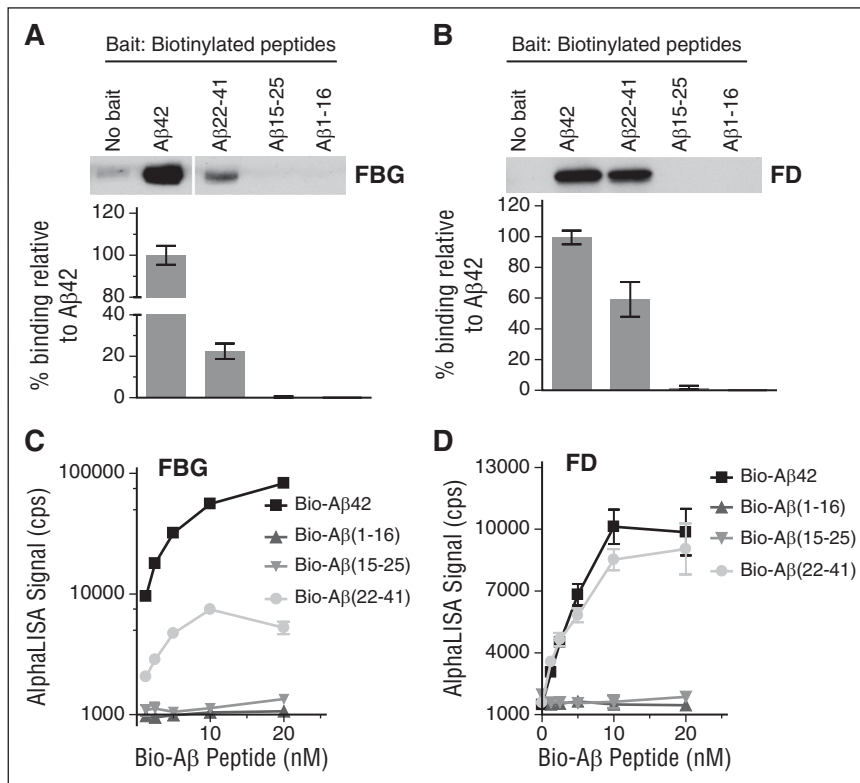 A
Bait: Biotinylated peptides
No bait
Aβ42
Aβ22-41
Aβ15-25
Aβ1-16
FBG
120
100
80
40
20
0
% binding relative
to Aβ42
B
Bait: Biotinylated peptides
No bait
Aβ42
Aβ22-41
Aβ15-25
Aβ1-16
FD
120
100
80
60
40
20
0
% binding relative
to Aβ42
C
FBG
100000
10000
1000
AlphaLISA Signal (cps)
Bio-Aβ42
Bio-Aβ(1-16)
Bio-Aβ(15-25)
Bio-Aβ(22-41)
0 10 20
Bio-Aβ Peptide (nM)
D
FD
13000
10000
7000
4000
1000
AlphaLISA Signal (cps)
Bio-Aβ42
Bio-Aβ(1-16)
Bio-Aβ(15-25)
Bio-Aβ(22-41)
0 10 20
Bio-Aβ Peptide (nM)